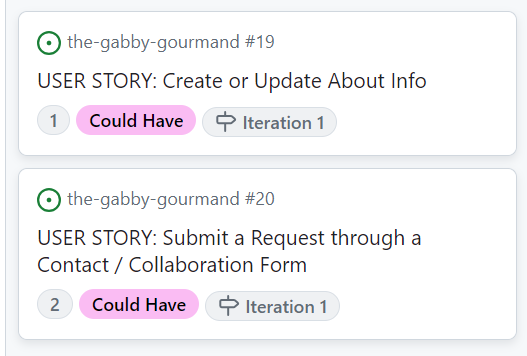 the-gabby-gourmand #19
USER STORY: Create or Update About Info
1 Could Have Iteration 1
the-gabby-gourmand #20
USER STORY: Submit a Request through a
Contact / Collaboration Form
2 Could Have Iteration 1